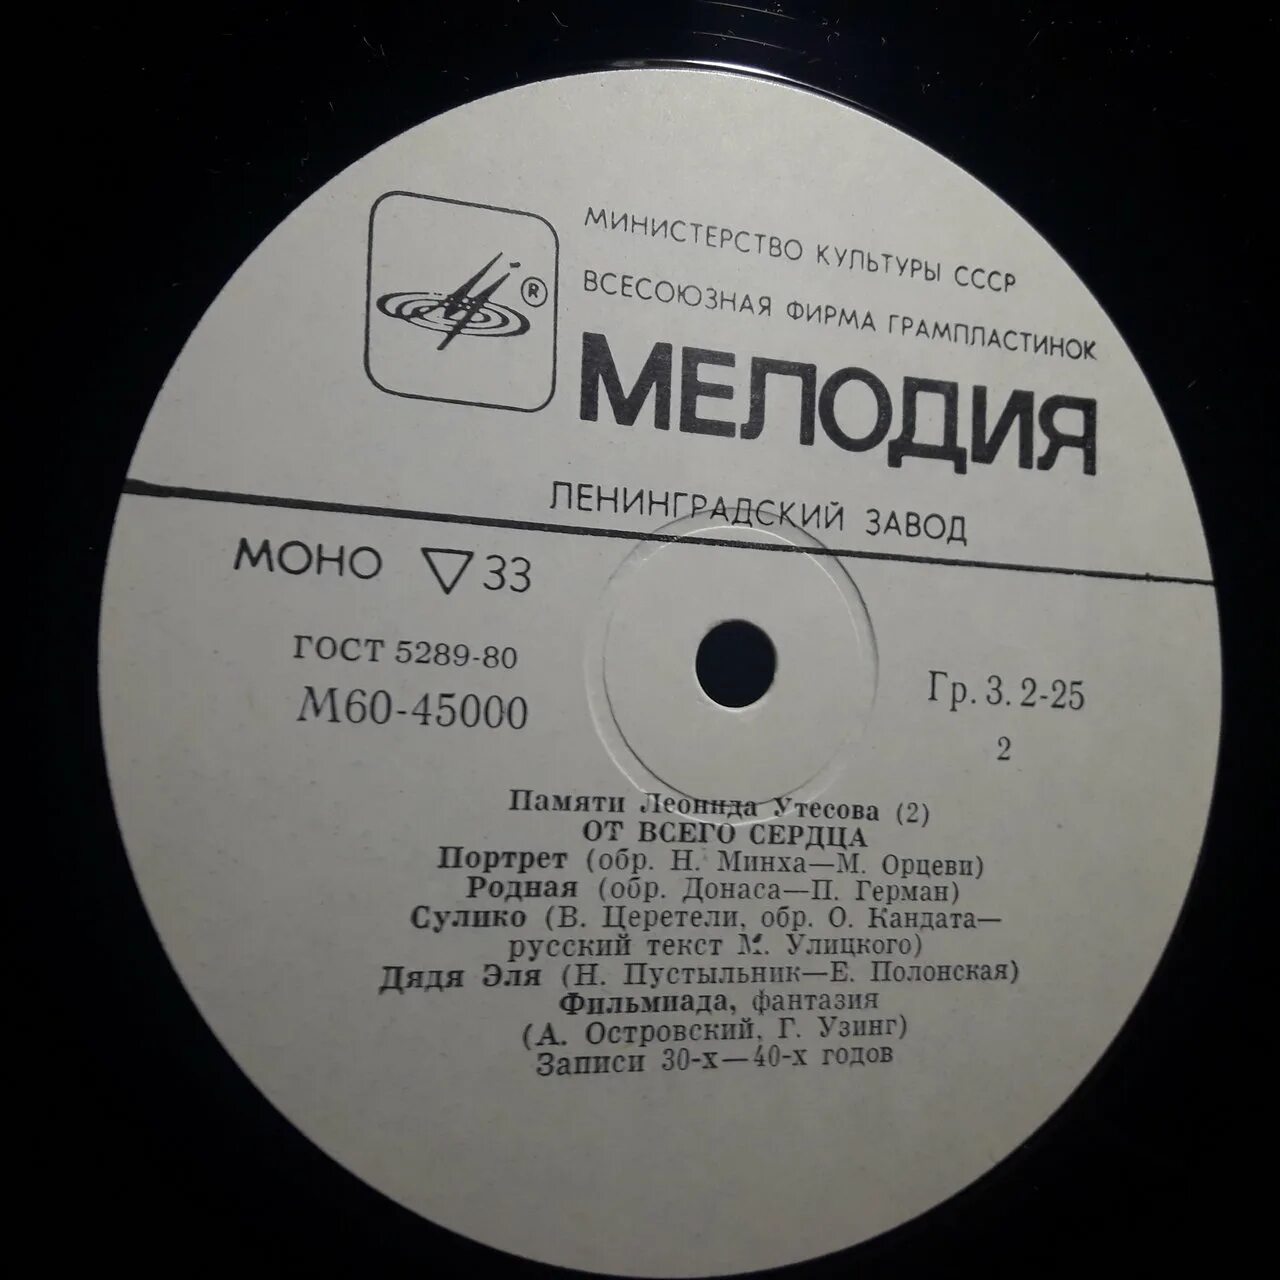 ®
МИНИСТЕРСТВО КУЛЬТУРЫ СССР
ВСЕСОЮЗНАЯ ФИРМА ГРАМПЛАСТИНОК
МЕЛОДИЯ
ЛЕНИНГРАДСКИЙ ЗАВОД
МОНО ▽ 33
ГОСТ 5289-80
М60-45000
Гр. 3. 2-25
2
Памяти Леонида Утесова (2)
ОТ ВСЕГО СЕРДЦА
Портрет (обр. Н. Минха—М. Орцеви)
Родная (обр. Донаса—П. Герман)
Сулико (В. Церетели, обр. О. Кандата—
русский текст М. Улицкого)
Дядя Эля (Н. Пустыльник—Е. Полонская)
Фильмиада, фантазия
(А. Островский, Г. Узинг)
Записи 30-х—40-х годов